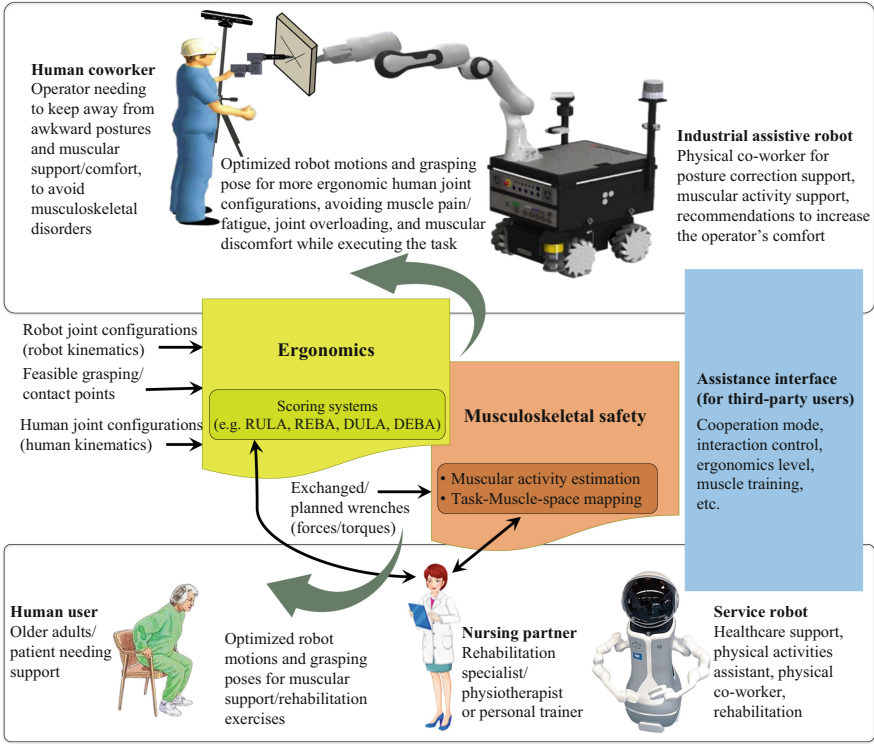 Human coworker
Operator needing
to keep away from
awkward postures
and muscular
support/comfort,
to avoid
musculoskeletal
disorders
Optimized robot motions and grasping
pose for more ergonomic human joint
configurations, avoiding muscle pain/
fatigue, joint overloading, and muscular
discomfort while executing the task
Industrial assistive robot
Physical co-worker for
posture correction support,
muscular activity support,
recommendations to increase
the operator's comfort
Robot joint configurations
(robot kinematics)
Feasible grasping/
contact points
Human joint configurations
(human kinematics)
Ergonomics
Scoring systems
(e.g. RULA, REBA, DULA, DEBA)
Musculoskeletal safety
• Muscular activity estimation
• Task-Muscle-space mapping
Exchanged/
planned wrenches
(forces/torques)
Assistance interface
(for third-party users)
Cooperation mode,
interaction control,
ergonomics level,
muscle training,
etc.
Human user
Older adults/
patient needing
support
Optimized robot
motions and grasping
poses for muscular
support/rehabilitation
exercises
Nursing partner
Rehabilitation
specialist/
physiotherapist
or personal trainer
Service robot
Healthcare support,
physical activities
assistant, physical
co-worker,
rehabilitation